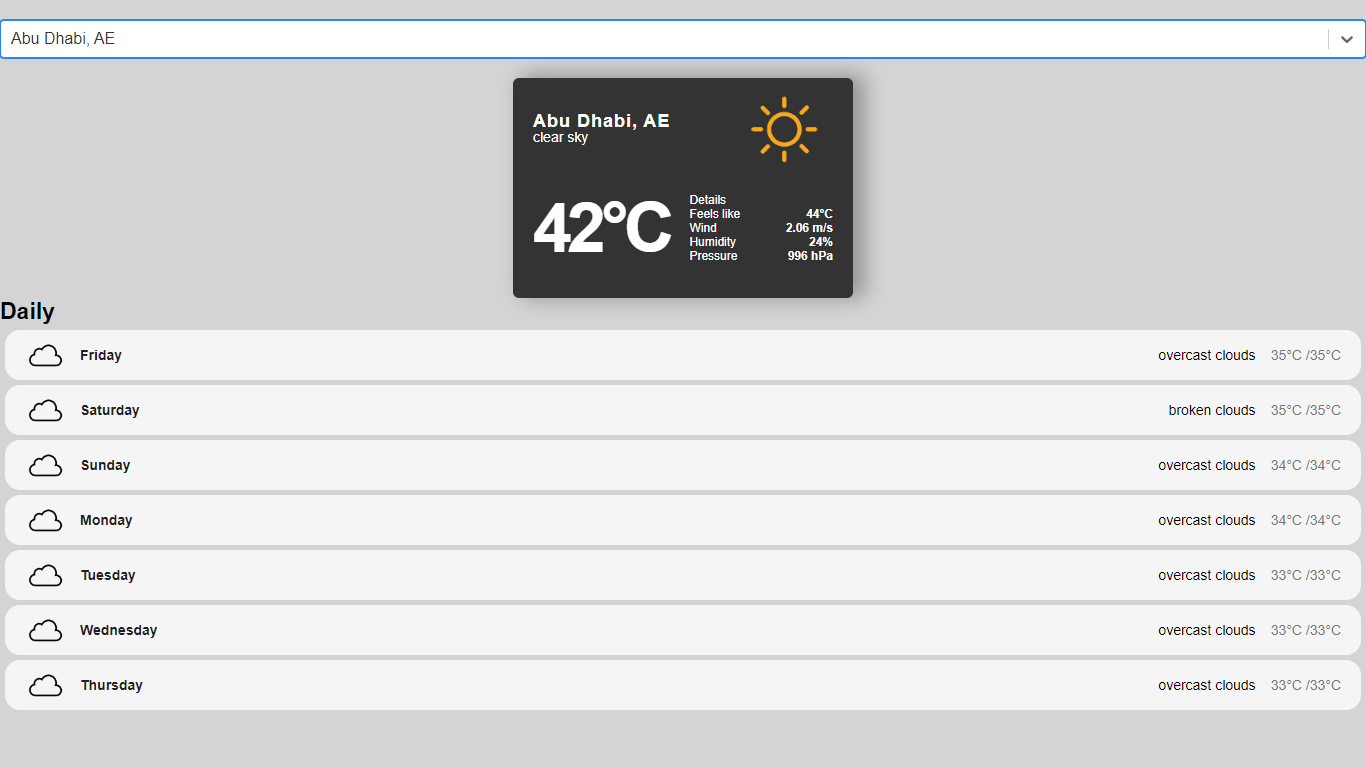 Abu Dhabi, AE
Abu Dhabi, AE
clear sky
42°C
Details
Feels like 44°C
Wind 2.06 m/s
Humidity 24%
Pressure 996 hPa
Daily
Friday overcast clouds 35°C /35°C
Saturday broken clouds 35°C /35°C
Sunday overcast clouds 34°C /34°C
Monday overcast clouds 34°C /34°C
Tuesday overcast clouds 33°C /33°C
Wednesday overcast clouds 33°C /33°C
Thursday overcast clouds 33°C /33°C